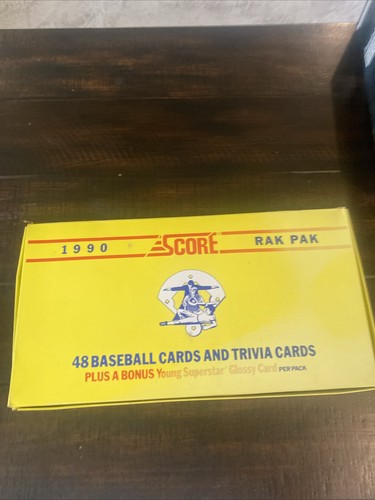 1990 SCORE RAK PAK
48 BASEBALL CARDS AND TRIVIA CARDS
PLUS A BONUS Young Superstar Glossy Card PER PACK